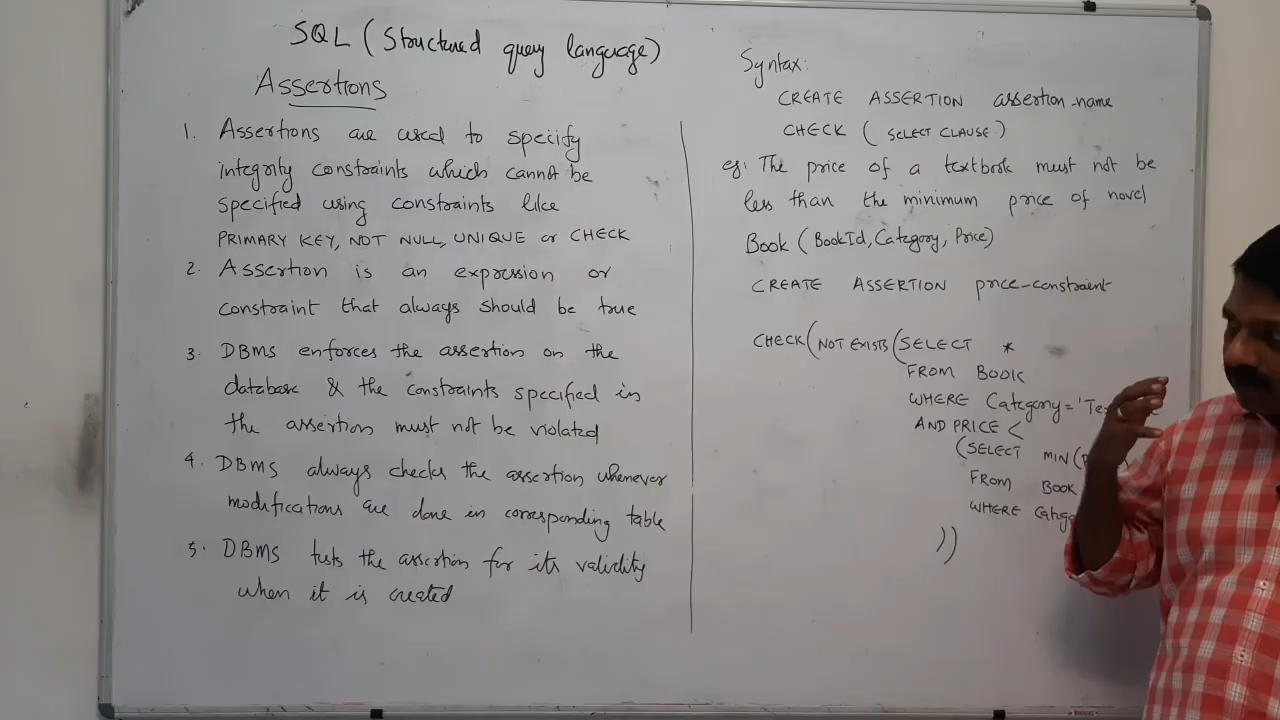 SQL (Structured query language)
Assertions
1. Assertions are used to specify
integrity constraints which cannot be
specified using constraints like
PRIMARY KEY, NOT NULL, UNIQUE or CHECK
2. Assertion is an expression or
constraint that always should be true
3. DBMS enforces the assertion on the
database & the constraints specified in
the assertion must not be violated
4. DBMS always checks the assertion whenever
modifications are done in corresponding table
5. DBMS tests the assertion for its validity
when it is created
Syntax:
CREATE ASSERTION assertion-name
CHECK ( SELECT CLAUSE )
eg: The price of a textbook must not be
less than the minimum price of novel
Book ( BookId, Category, Price)
CREATE ASSERTION price-constraint
CHECK ( NOT EXISTS ( SELECT *
FROM BOOK
WHERE Category = 'Te
AND PRICE <
(SELECT MIN (
FROM Book
WHERE Catego
))